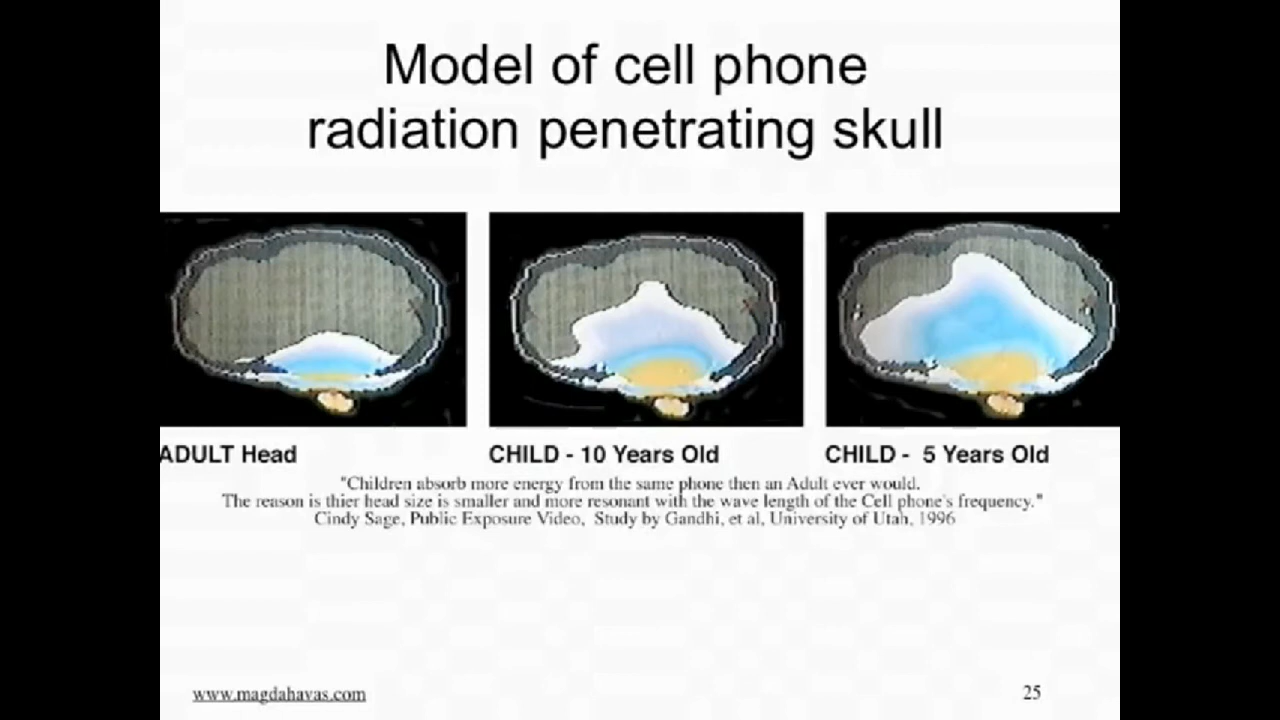 Model of cell phone
radiation penetrating skull
ADULT Head
CHILD - 10 Years Old
CHILD - 5 Years Old
"Children absorb more energy from the same phone then an Adult ever would.
The reason is thier head size is smaller and more resonant with the wave length of the Cell phone's frequency."
Cindy Sage, Public Exposure Video, Study by Gandhi, et al, University of Utah, 1996
www.magdahavas.com
25